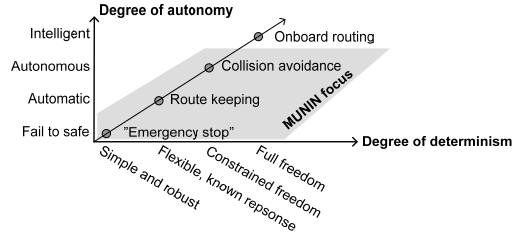 Degree of autonomy
Intelligent
Onboard routing
Autonomous
Collision avoidance
Automatic
Route keeping
MUNIN focus
Fail to safe
"Emergency stop"
Degree of determinism
Simple and robust
Flexible, known repsonse
Constrained freedom
Full freedom